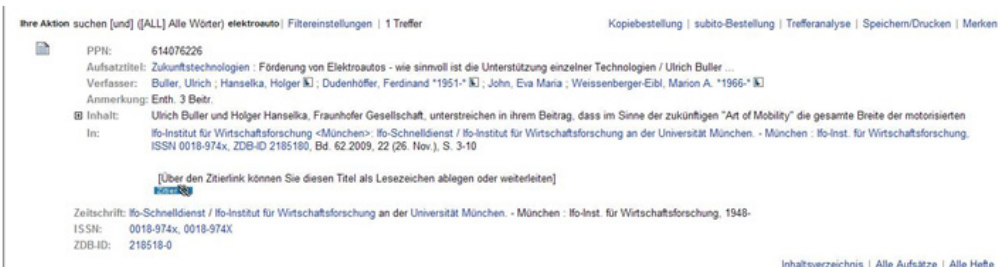 Ihre Aktion suchen [und] ([ALL] Alle Wörter) elektroauto| Filtereinstellungen | 1 Treffer Kopiebestellung | subito-Bestellung | Trefferanalyse | Speichern/Drucken | Merken
PPN: 614076226
Aufsatztitel: Zukunftstechnologien : Förderung von Elektroautos - wie sinnvoll ist die Unterstützung einzelner Technologien / Ulrich Buller ...
Verfasser: Buller, Ulrich ; Hanselka, Holger ; Dudenhöffer, Ferdinand *1951-* ; John, Eva Maria ; Weissenberger-Eibl, Marion A. *1966-*
Anmerkung: Enth. 3 Beitr.
Inhalt: Ulrich Buller und Holger Hanselka, Fraunhofer Gesellschaft, unterstreichen in ihrem Beitrag, dass im Sinne der zukünftigen "Art of Mobility" die gesamte Breite der motorisierten
In: Ifo-Institut für Wirtschaftsforschung <München>: Ifo-Schnelldienst / Ifo-Institut für Wirtschaftsforschung an der Universität München. - München : Ifo-Inst. für Wirtschaftsforschung,
ISSN 0018-974x, ZDB-ID 2185180, Bd. 62.2009, 22 (26. Nov.), S. 3-10
[Über den Zitierlink können Sie diesen Titel als Lesezeichen ablegen oder weiterleiten]
Zeitschrift: Ifo-Schnelldienst / Ifo-Institut für Wirtschaftsforschung an der Universität München. - München : Ifo-Inst. für Wirtschaftsforschung, 1948-
ISSN: 0018-974x, 0018-974X
ZDB-ID: 218518-0
Inhaltsverzeichnis | Alle Aufsätze | Alle Hefte